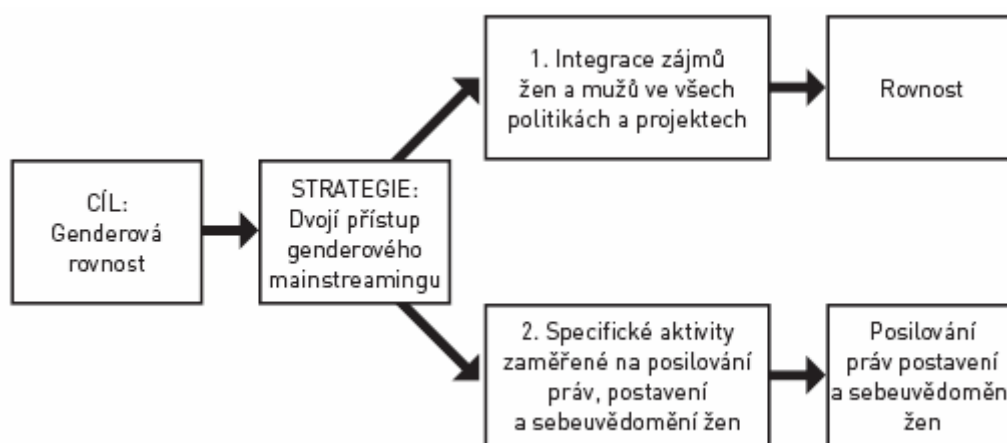 CÍL:
Genderová
rovnost
STRATEGIE:
Dvojí přístup
genderového
mainstreamingu
1. Integrace zájmů
žen a mužů ve všech
politikách a projektech
Rovnost
2. Specifické aktivity
zaměřené na posilování
práv, postavení
a sebeuvědomění žen
Posilování
práv postavení
a sebeuvědoměn
žen